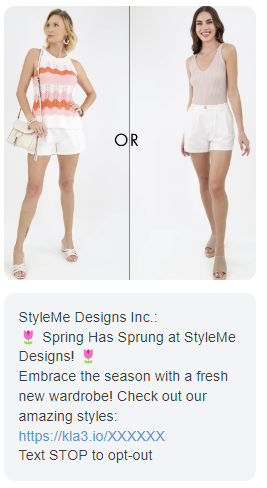 OR
StyleMe Designs Inc.:
🌷 Spring Has Sprung at StyleMe
Designs! 🌷
Embrace the season with a fresh
new wardrobe! Check out our
amazing styles:
https://kla3.io/XXXXXX
Text STOP to opt-out